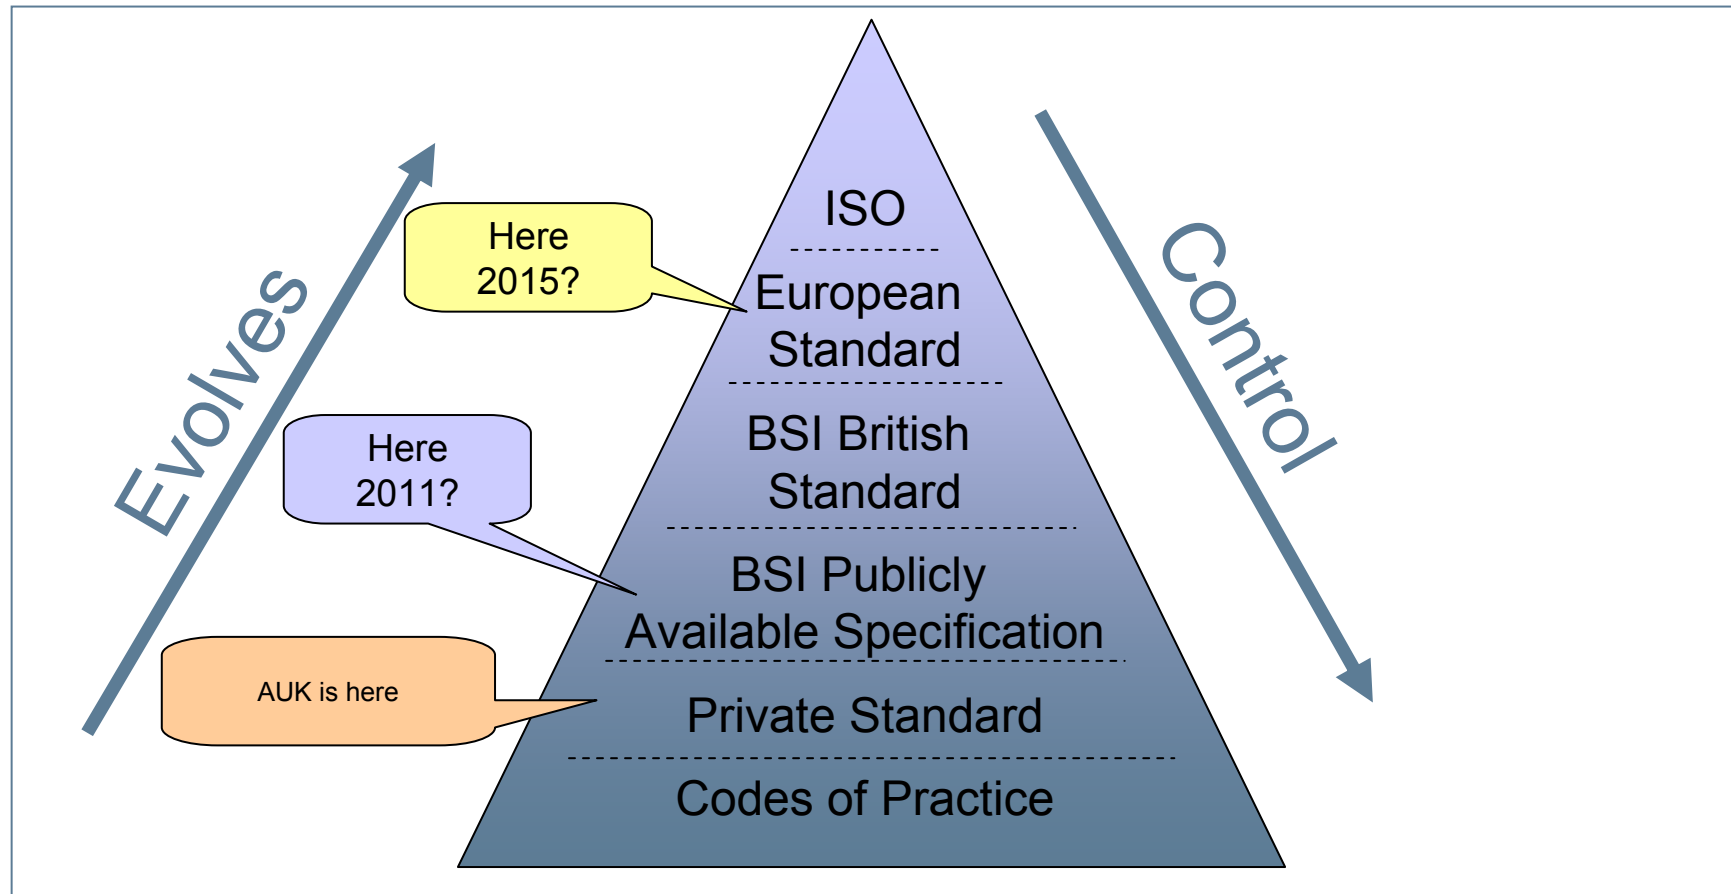 Evolves
Control
ISO
Here
2015?
European
Standard
BSI British
Standard
Here
2011?
BSI Publicly
Available Specification
AUK is here
Private Standard
Codes of Practice